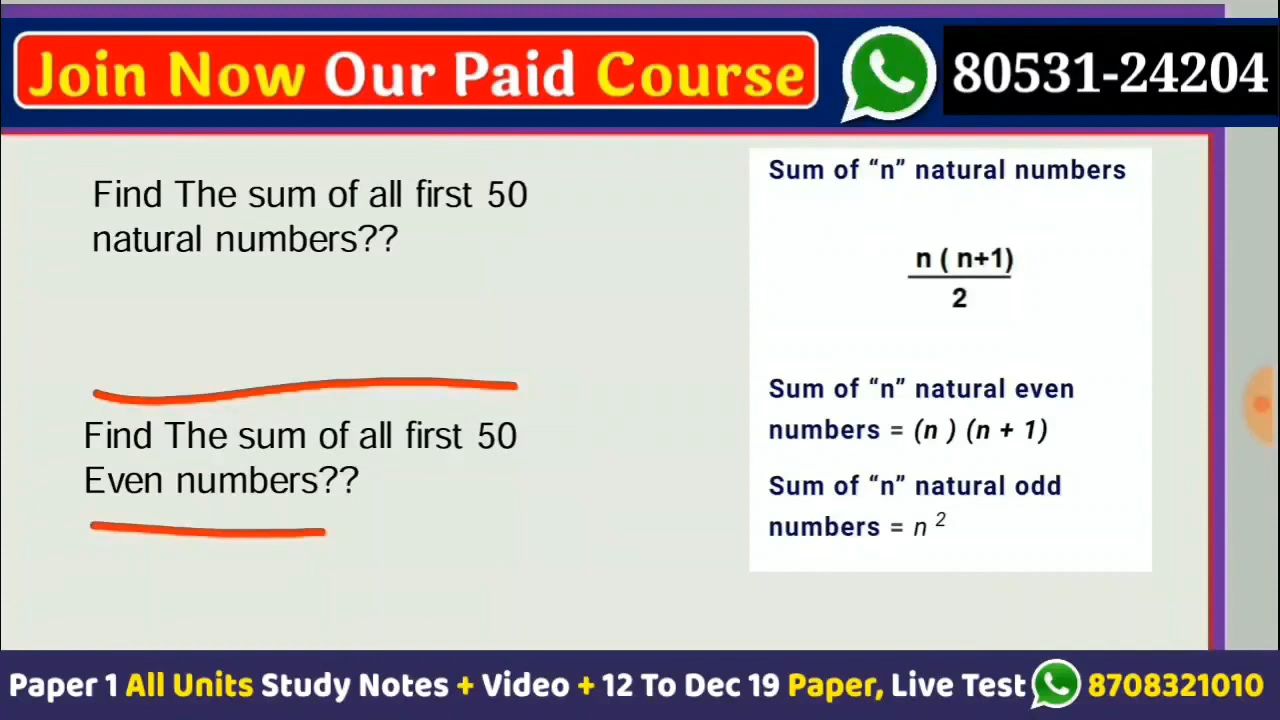 Join Now Our Paid Course 80531-24204
Find The sum of all first 50
natural numbers??
Find The sum of all first 50
Even numbers??
Sum of “n” natural numbers
n ( n+1)
2
Sum of “n” natural even
numbers = (n ) (n + 1)
Sum of “n” natural odd
numbers = n ²
Paper 1 All Units Study Notes + Video + 12 To Dec 19 Paper, Live Test 8708321010